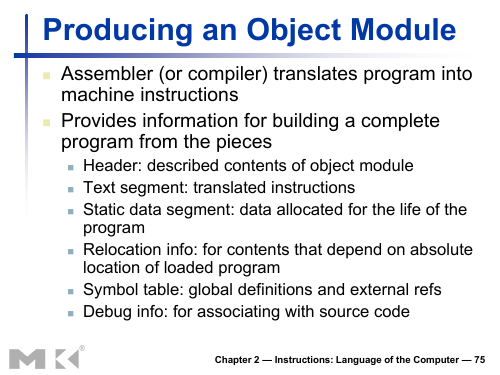 Producing an Object Module
Assembler (or compiler) translates program into
machine instructions
Provides information for building a complete
program from the pieces
Header: described contents of object module
Text segment: translated instructions
Static data segment: data allocated for the life of the
program
Relocation info: for contents that depend on absolute
location of loaded program
Symbol table: global definitions and external refs
Debug info: for associating with source code
MK®
Chapter 2 — Instructions: Language of the Computer — 75